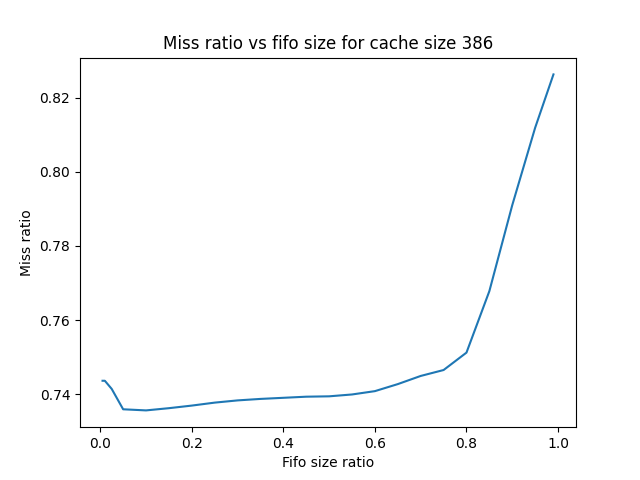 Miss ratio vs fifo size for cache size 386
0.82
0.80
0.78
0.76
0.74
Miss ratio
0.0 0.2 0.4 0.6 0.8 1.0
Fifo size ratio